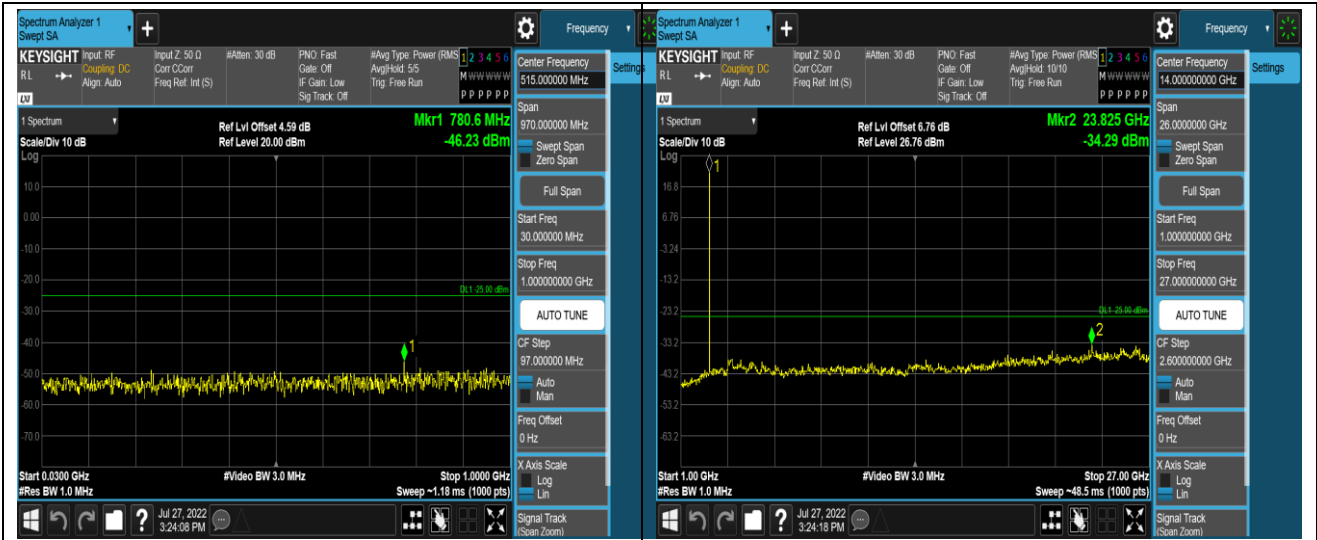 Spectrum Analyzer 1
Swept SA
+
Frequency
KEYSIGHT
RL
LXI
Input: RF
Coupling: DC
Align: Auto
Input Z: 50 Ω
Corr CCorr
Freq Ref: Int (S)
#Atten: 30 dB
PNO: Fast
Gate: Off
IF Gain: Low
Sig Track: Off
#Avg Type: Power (RMS
Avg|Hold: 5/5
Trig: Free Run
1 2 3 4 5 6
M W W W W W
P P P P P P
Center Frequency
515.000000 MHz
Settings
Span
970.000000 MHz
Swept Span
Zero Span
Full Span
Start Freq
30.000000 MHz
Stop Freq
1.000000000 GHz
AUTO TUNE
CF Step
97.000000 MHz
Auto
Man
Freq Offset
0 Hz
X Axis Scale
Log
Lin
Signal Track
(Span Zoom)
1 Spectrum
Scale/Div 10 dB
Log
Ref Lvl Offset 4.59 dB
Ref Level 20.00 dBm
Mkr1 780.6 MHz
-46.23 dBm
10.0
0.00
-10.0
-20.0
DL1 -25.00 dBm
-30.0
-40.0
1
-50.0
-60.0
-70.0
Start 0.0300 GHz
#Res BW 1.0 MHz
#Video BW 3.0 MHz
Stop 1.0000 GHz
Sweep ~1.18 ms (1000 pts)
?
Jul 27, 2022
3:24:08 PM
Spectrum Analyzer 1
Swept SA
+
Frequency
KEYSIGHT
RL
LXI
Input: RF
Coupling: DC
Align: Auto
Input Z: 50 Ω
Corr CCorr
Freq Ref: Int (S)
#Atten: 30 dB
PNO: Fast
Gate: Off
IF Gain: Low
Sig Track: Off
#Avg Type: Power (RMS
Avg|Hold: 10/10
Trig: Free Run
1 2 3 4 5 6
M W W W W W
P P P P P P
Center Frequency
14.000000000 GHz
Settings
Span
26.0000000 GHz
Swept Span
Zero Span
Full Span
Start Freq
1.000000000 GHz
Stop Freq
27.000000000 GHz
AUTO TUNE
CF Step
2.600000000 GHz
Auto
Man
Freq Offset
0 Hz
X Axis Scale
Log
Lin
Signal Track
(Span Zoom)
1 Spectrum
Scale/Div 10 dB
Log
Ref Lvl Offset 6.76 dB
Ref Level 26.76 dBm
Mkr2 23.825 GHz
-34.29 dBm
1
16.8
6.76
-3.24
-13.2
-23.2
DL1 -25.00 dBm
2
-33.2
-43.2
-53.2
-63.2
Start 1.00 GHz
#Res BW 1.0 MHz
#Video BW 3.0 MHz
Stop 27.00 GHz
Sweep ~48.5 ms (1000 pts)
?
Jul 27, 2022
3:24:18 PM